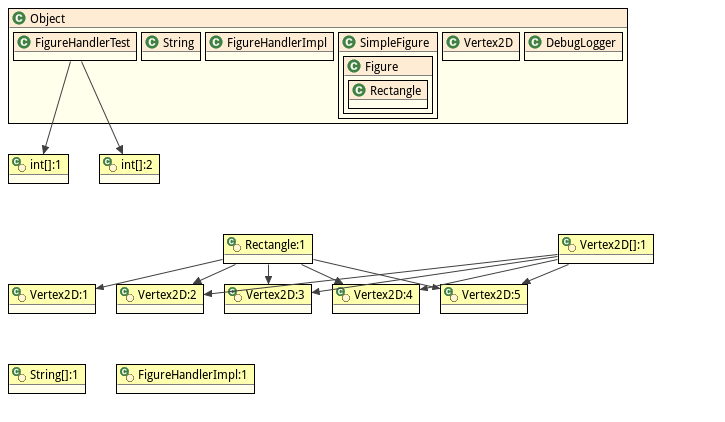 Object
FigureHandlerTest String FigureHandlerImpl SimpleFigure Vertex2D DebugLogger
Figure
Rectangle
int[]:1 int[]:2
Rectangle:1 Vertex2D[]:1
Vertex2D:1 Vertex2D:2 Vertex2D:3 Vertex2D:4 Vertex2D:5
String[]:1 FigureHandlerImpl:1